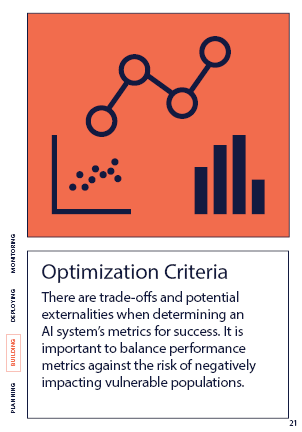 Optimization Criteria
There are trade-offs and potential
externalities when determining an
AI system's metrics for success. It is
important to balance performance
metrics against the risk of negatively
impacting vulnerable populations.
MONITORING
DEPLOYING
BUILDING
PLANNING
21